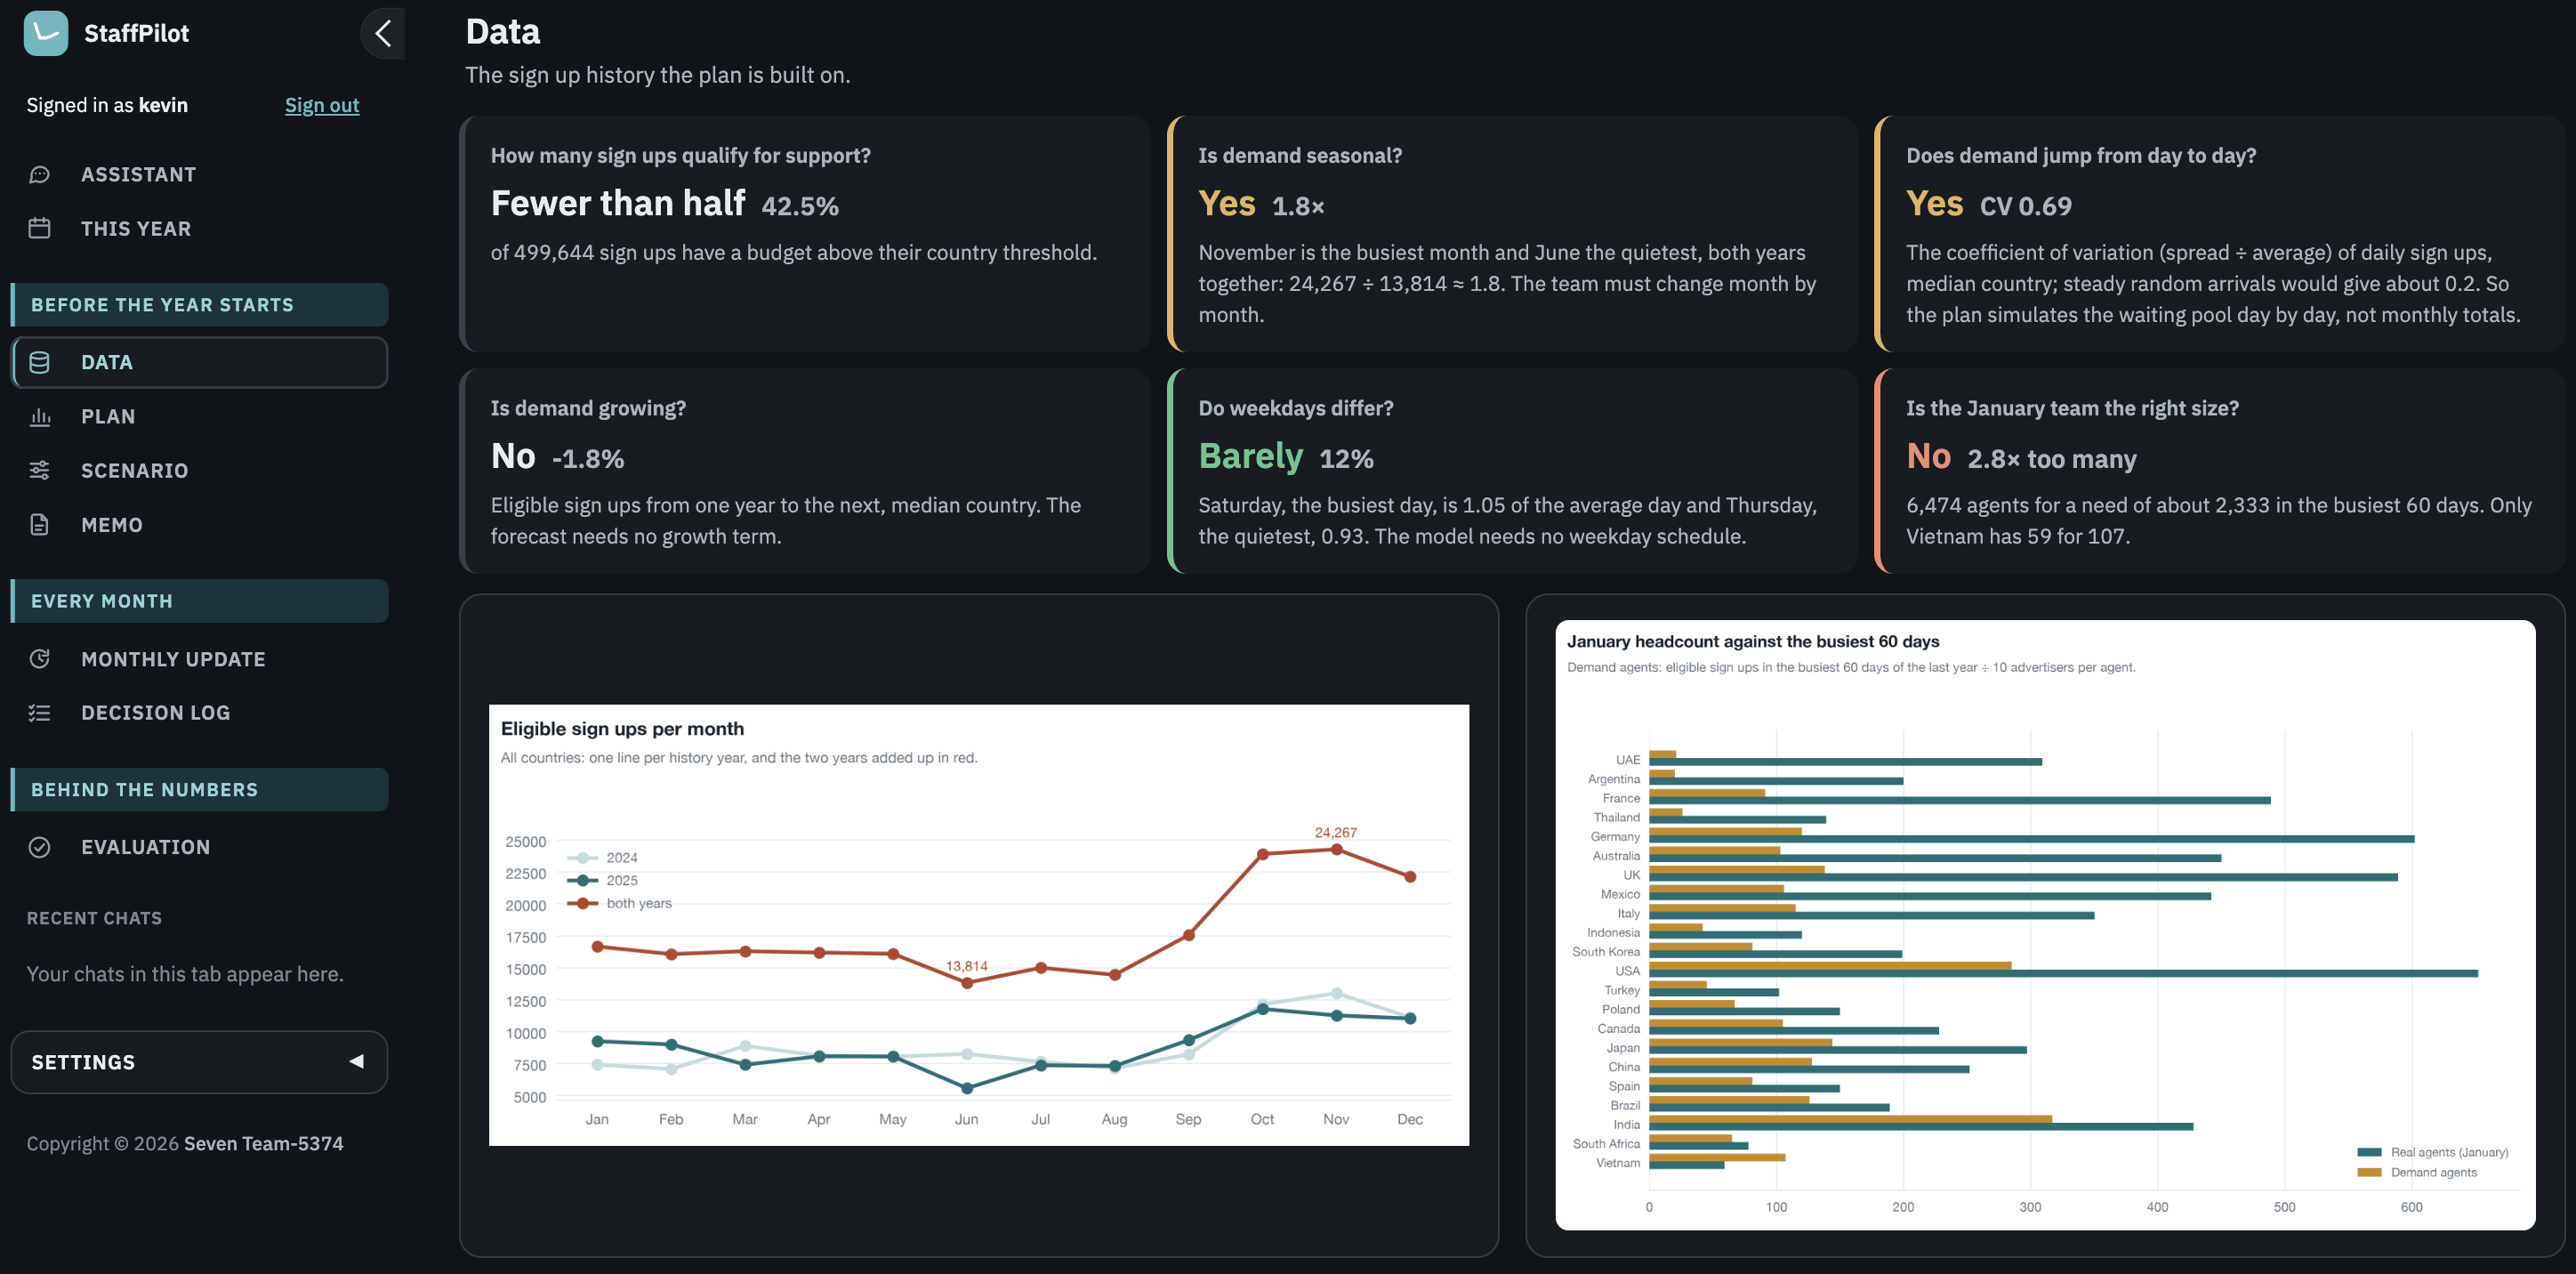 StaffPilot
Signed in as kevin
Sign out
ASSISTANT
THIS YEAR
BEFORE THE YEAR STARTS
DATA
PLAN
SCENARIO
MEMO
EVERY MONTH
MONTHLY UPDATE
DECISION LOG
BEHIND THE NUMBERS
EVALUATION
RECENT CHATS
Your chats in this tab appear here.
SETTINGS
Copyright © 2026 Seven Team-5374
Data
The sign up history the plan is built on.
How many sign ups qualify for support?
Fewer than half 42.5%
of 499,644 sign ups have a budget above their country threshold.
Is demand seasonal?
Yes 1.8×
November is the busiest month and June the quietest, both years
together: 24,267 ÷ 13,814 ≈ 1.8. The team must change month by
month.
Does demand jump from day to day?
Yes CV 0.69
The coefficient of variation (spread ÷ average) of daily sign ups,
median country; steady random arrivals would give about 0.2. So
the plan simulates the waiting pool day by day, not monthly totals.
Is demand growing?
No -1.8%
Eligible sign ups from one year to the next, median country. The
forecast needs no growth term.
Do weekdays differ?
Barely 12%
Saturday, the busiest day, is 1.05 of the average day and Thursday,
the quietest, 0.93. The model needs no weekday schedule.
Is the January team the right size?
No 2.8× too many
6,474 agents for a need of about 2,333 in the busiest 60 days. Only
Vietnam has 59 for 107.
Eligible sign ups per month
All countries: one line per history year, and the two years added up in red.
25000
22500
20000
17500
15000
12500
10000
7500
5000
2024
2025
both years
24,267
13,814
Jan Feb Mar Apr May Jun Jul Aug Sep Oct Nov Dec
January headcount against the busiest 60 days
Demand agents: eligible sign ups in the busiest 60 days of the last year ÷ 10 advertisers per agent.
UAE
Argentina
France
Thailand
Germany
Australia
UK
Mexico
Italy
Indonesia
South Korea
USA
Turkey
Poland
Canada
Japan
China
Spain
Brazil
India
South Africa
Vietnam
Real agents (January)
Demand agents
0 100 200 300 400 500 600